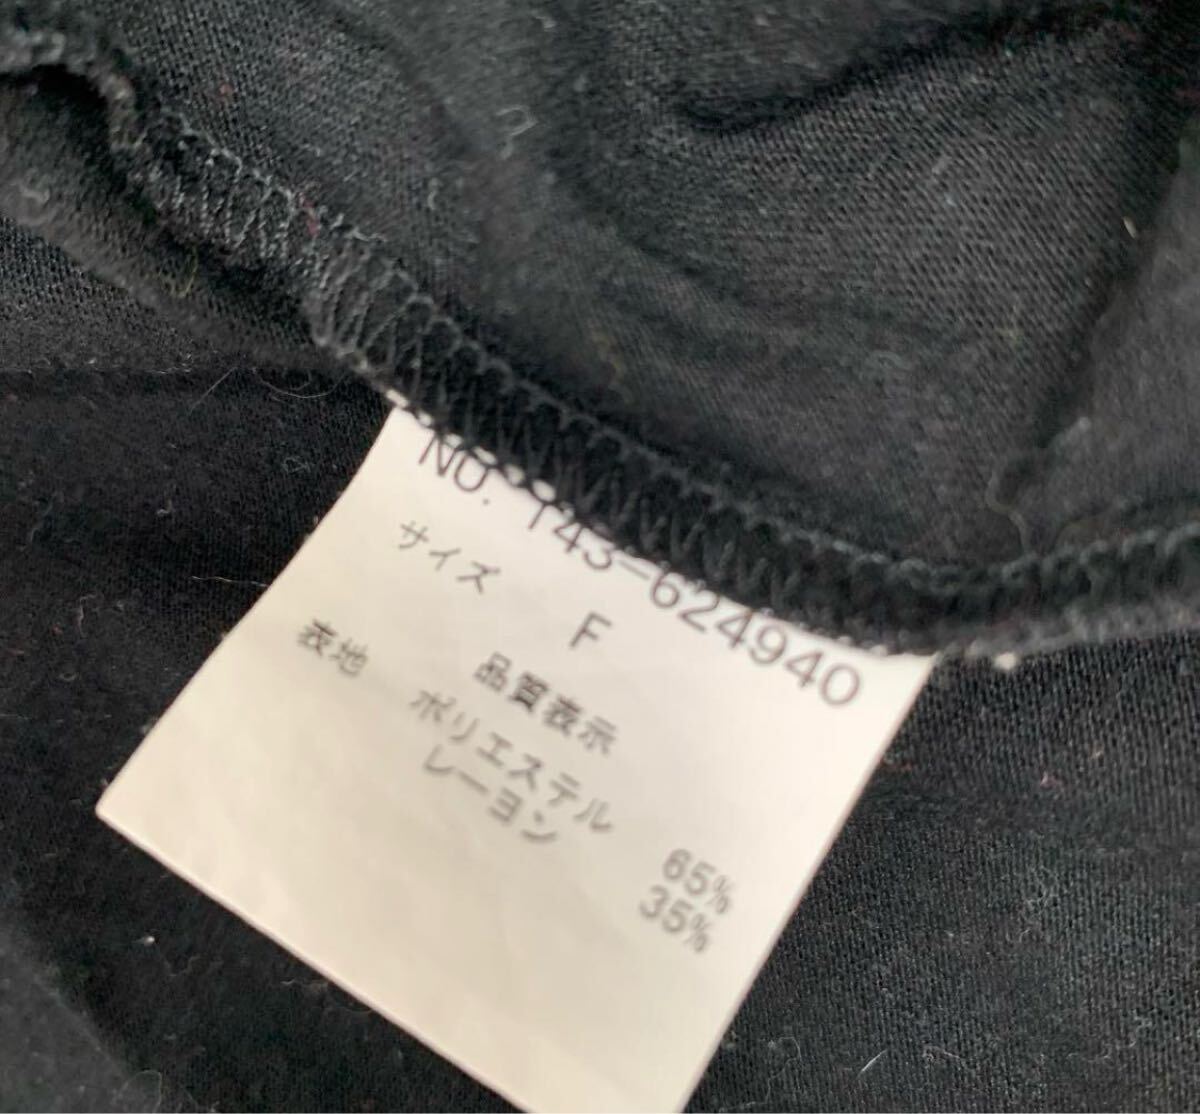 NO. Y43-624940
サイズ F
品質表示
表地 ポリエステル 65%
レーヨン 35%